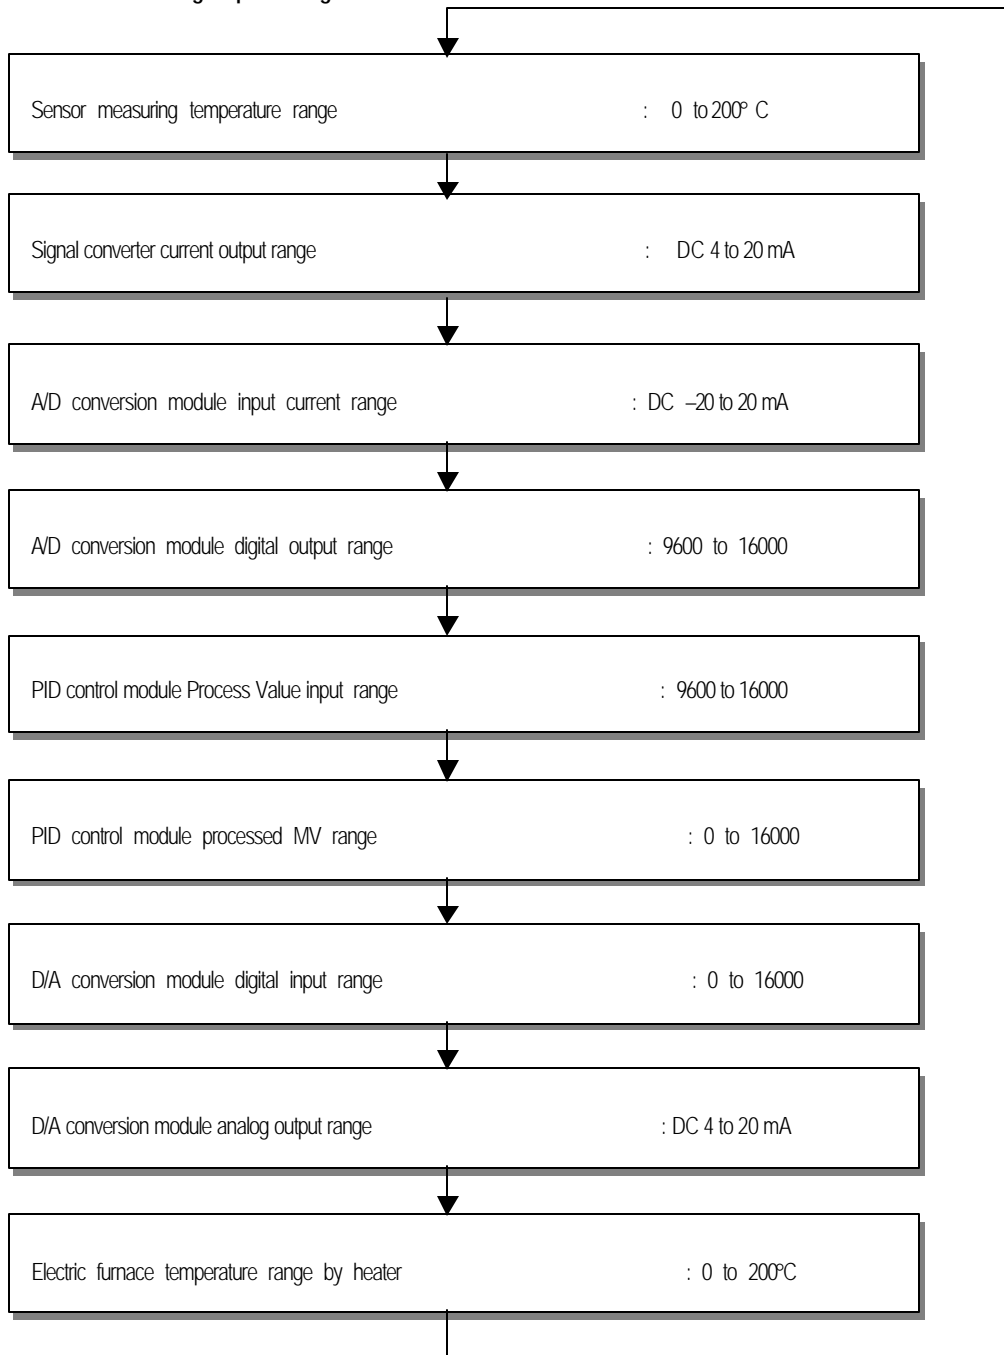 Sensor measuring temperature range : 0 to 200° C
Signal converter current output range : DC 4 to 20 mA
A/D conversion module input current range : DC –20 to 20 mA
A/D conversion module digital output range : 9600 to 16000
PID control module Process Value input range : 9600 to 16000
PID control module processed MV range : 0 to 16000
D/A conversion module digital input range : 0 to 16000
D/A conversion module analog output range : DC 4 to 20 mA
Electric furnace temperature range by heater : 0 to 200°C